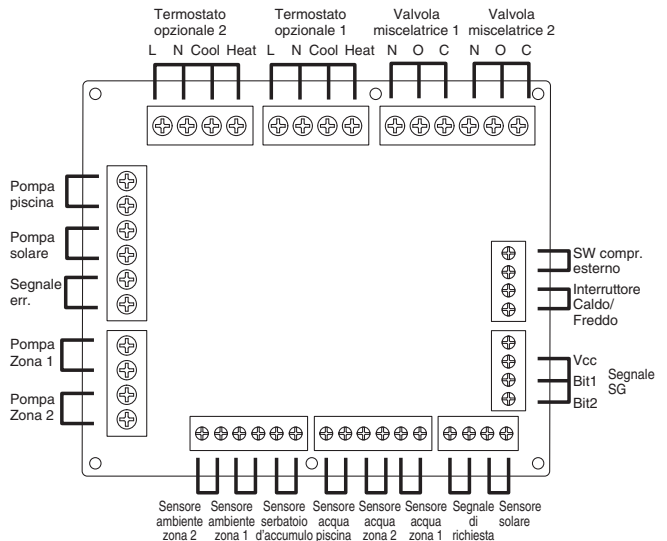 Termostato
opzionale 2
Termostato
opzionale 1
Valvola
miscelatrice 1
Valvola
miscelatrice 2
L N Cool Heat
L N Cool Heat
N O C
N O C
Pompa
piscina
Pompa
solare
Segnale
err.
Pompa
Zona 1
Pompa
Zona 2
SW compr.
esterno
Interruttore
Caldo/
Freddo
Vcc
Bit1
Bit2
Segnale
SG
Sensore
ambiente
zona 2
Sensore
ambiente
zona 1
Sensore
serbatoio
d'accumulo
Sensore
acqua
piscina
Sensore
acqua
zona 2
Sensore
acqua
zona 1
Segnale
di
richiesta
Sensore
solare